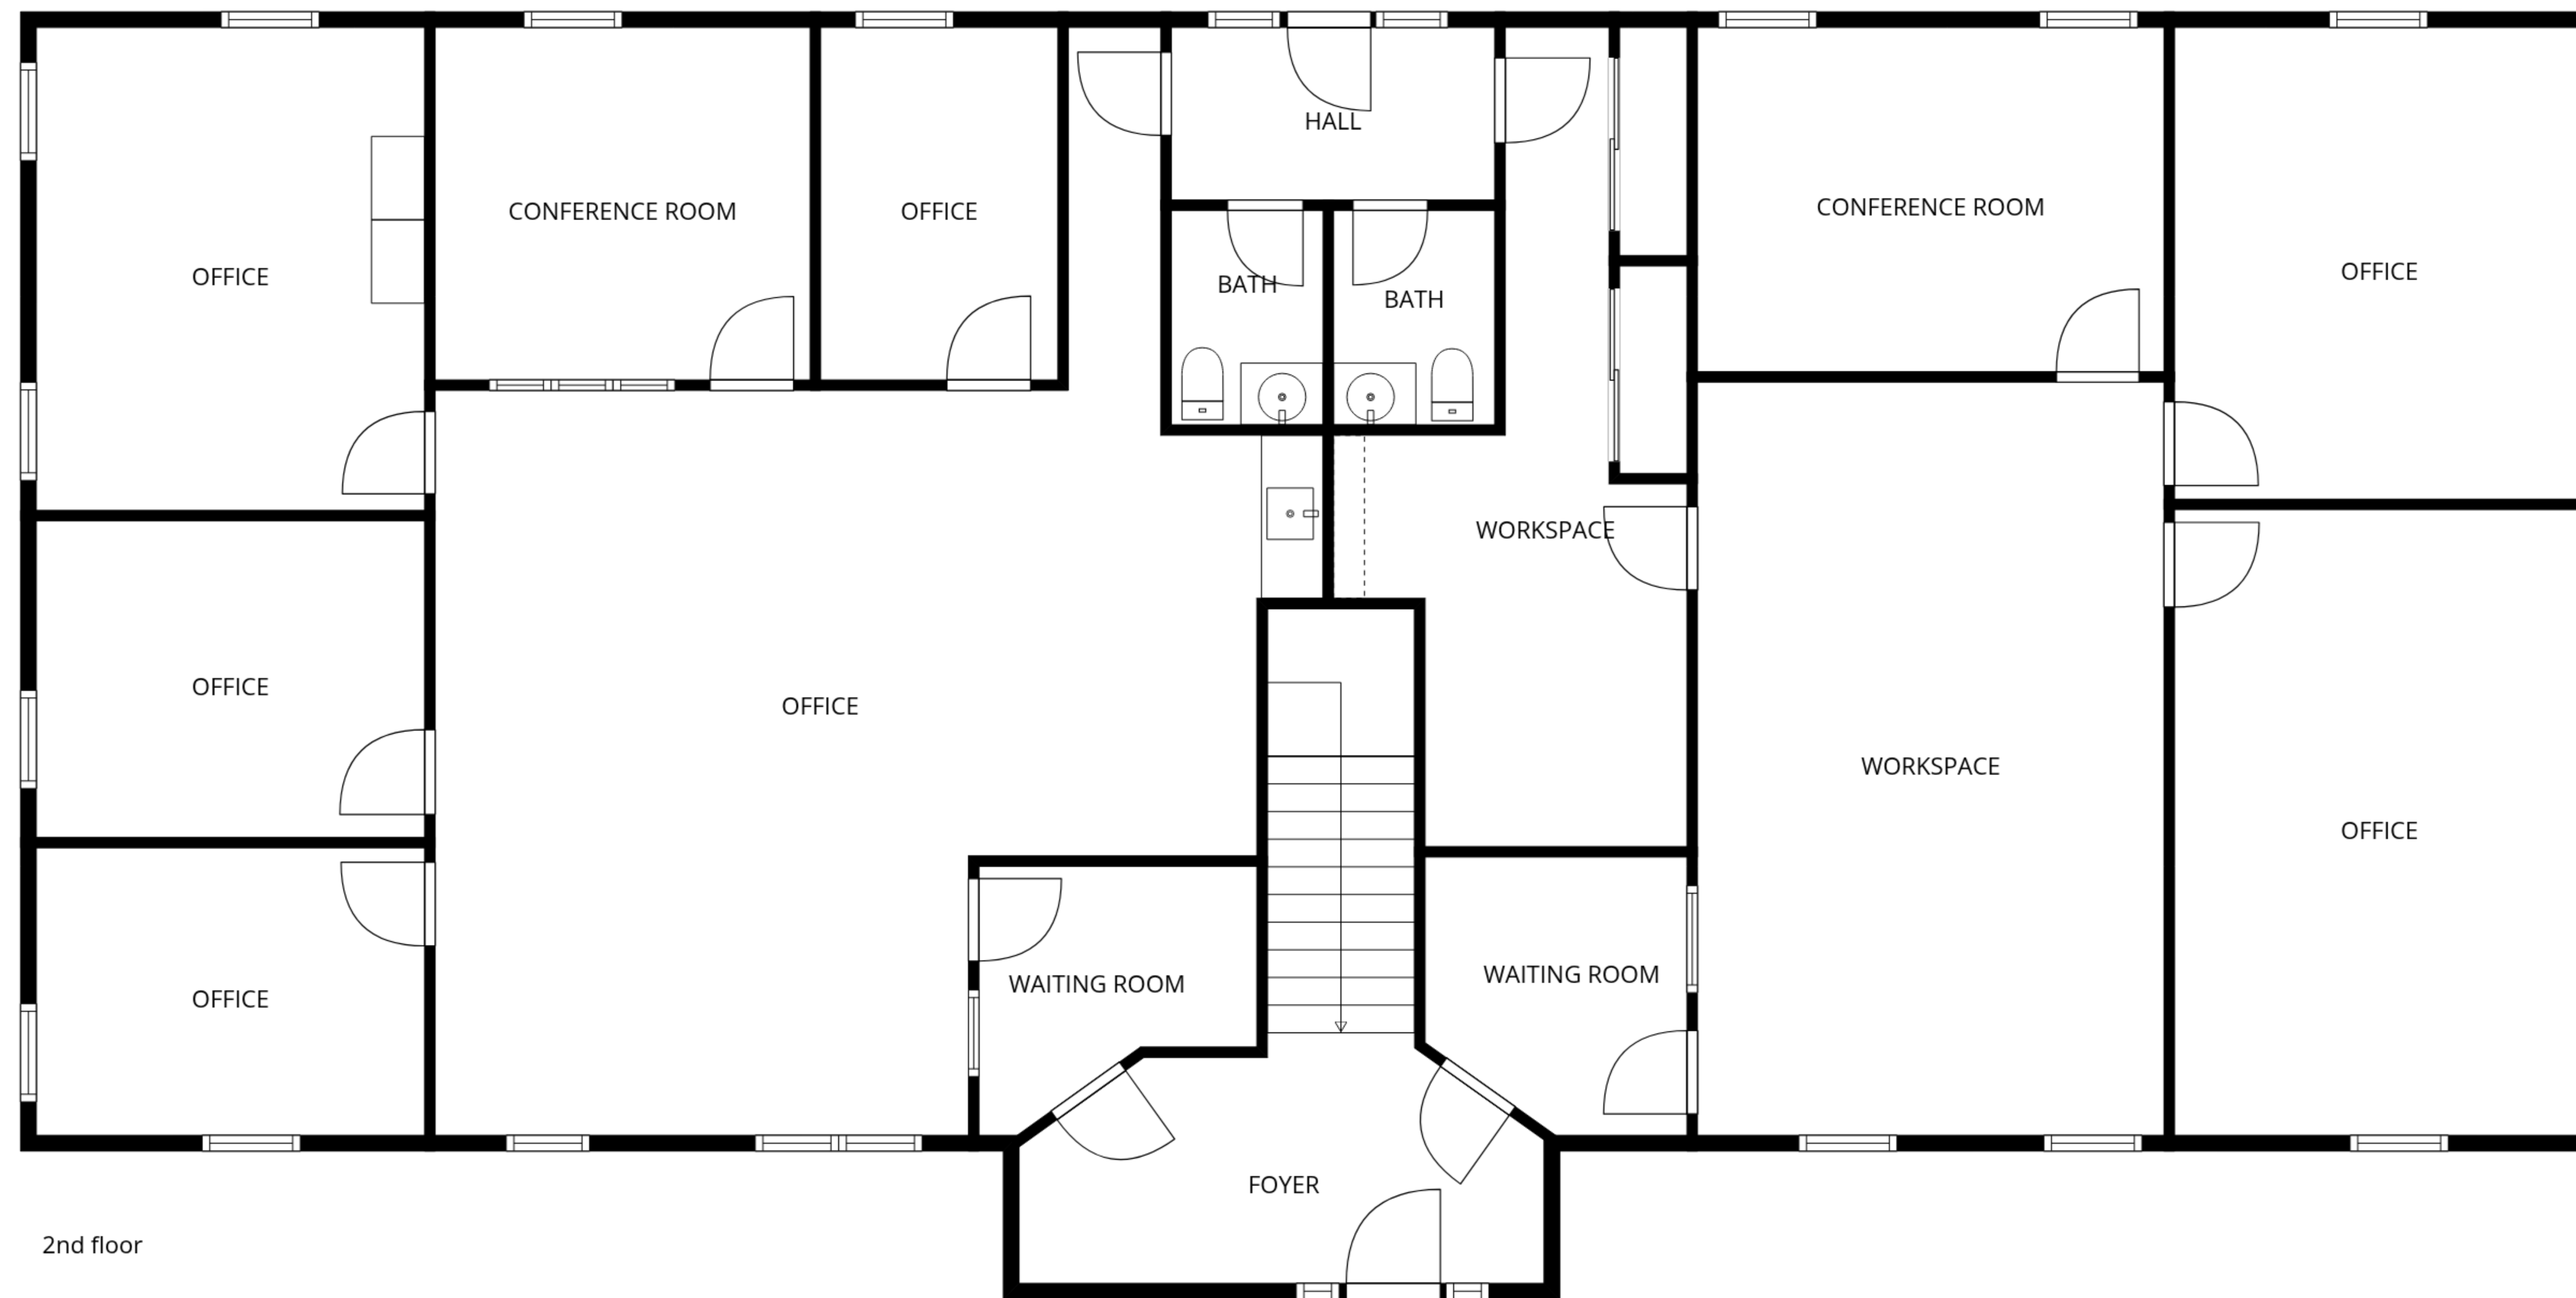 HALL
CONFERENCE ROOM
OFFICE
CONFERENCE ROOM
OFFICE
OFFICE
BATH
BATH
WORKSPACE
OFFICE
OFFICE
WORKSPACE
OFFICE
WAITING ROOM
WAITING ROOM
OFFICE
FOYER
2nd floor